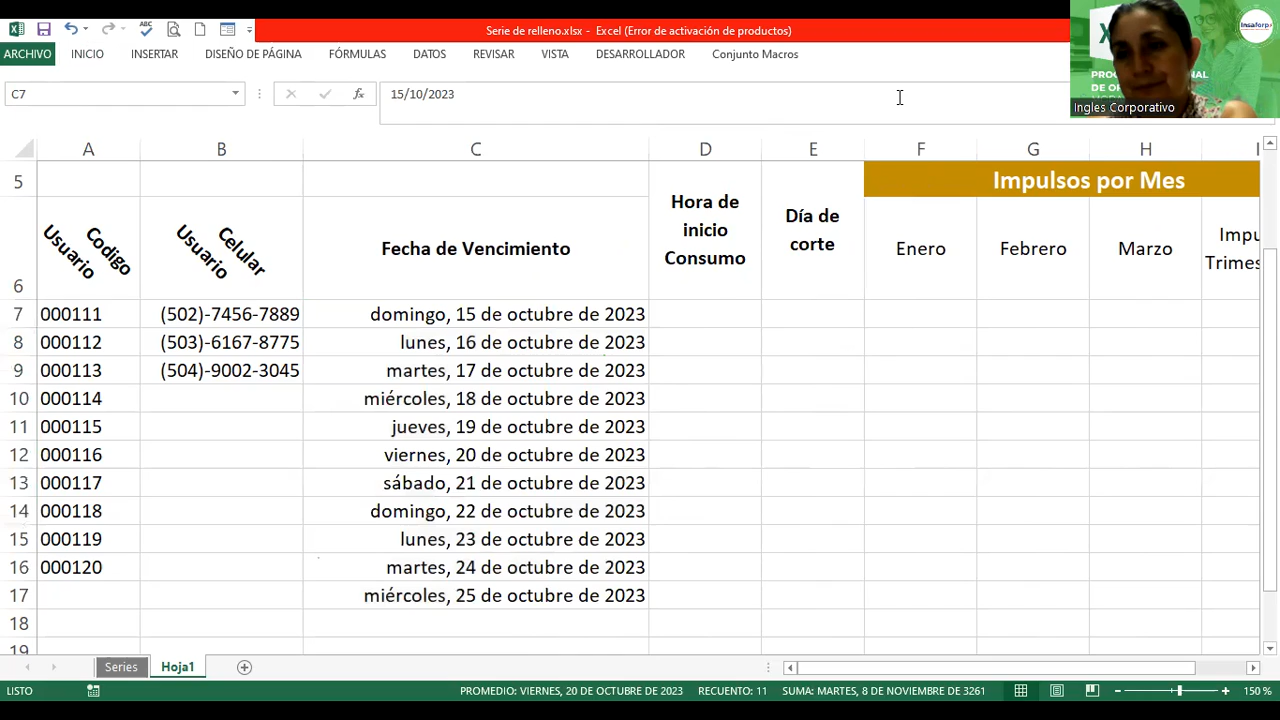 Serie de relleno.xlsx - Excel (Error de activación de productos)
ARCHIVO INICIO INSERTAR DISEÑO DE PÁGINA FÓRMULAS DATOS REVISAR VISTA DESARROLLADOR Conjunto Macros
C7 fx 15/10/2023
Insaforp
Ingles Corporativo
A B C D E F G H I
5 Impulsos por Mes
6 Codigo Usuario Celular Usuario Fecha de Vencimiento Hora de inicio Consumo Día de corte Enero Febrero Marzo
7 000111 (502)-7456-7889 domingo, 15 de octubre de 2023
8 000112 (503)-6167-8775 lunes, 16 de octubre de 2023
9 000113 (504)-9002-3045 martes, 17 de octubre de 2023
10 000114 miércoles, 18 de octubre de 2023
11 000115 jueves, 19 de octubre de 2023
12 000116 viernes, 20 de octubre de 2023
13 000117 sábado, 21 de octubre de 2023
14 000118 domingo, 22 de octubre de 2023
15 000119 lunes, 23 de octubre de 2023
16 000120 martes, 24 de octubre de 2023
17 miércoles, 25 de octubre de 2023
18
19
Series Hoja1
LISTO PROMEDIO: VIERNES, 20 DE OCTUBRE DE 2023 RECUENTO: 11 SUMA: MARTES, 8 DE NOVIEMBRE DE 3261 150 %